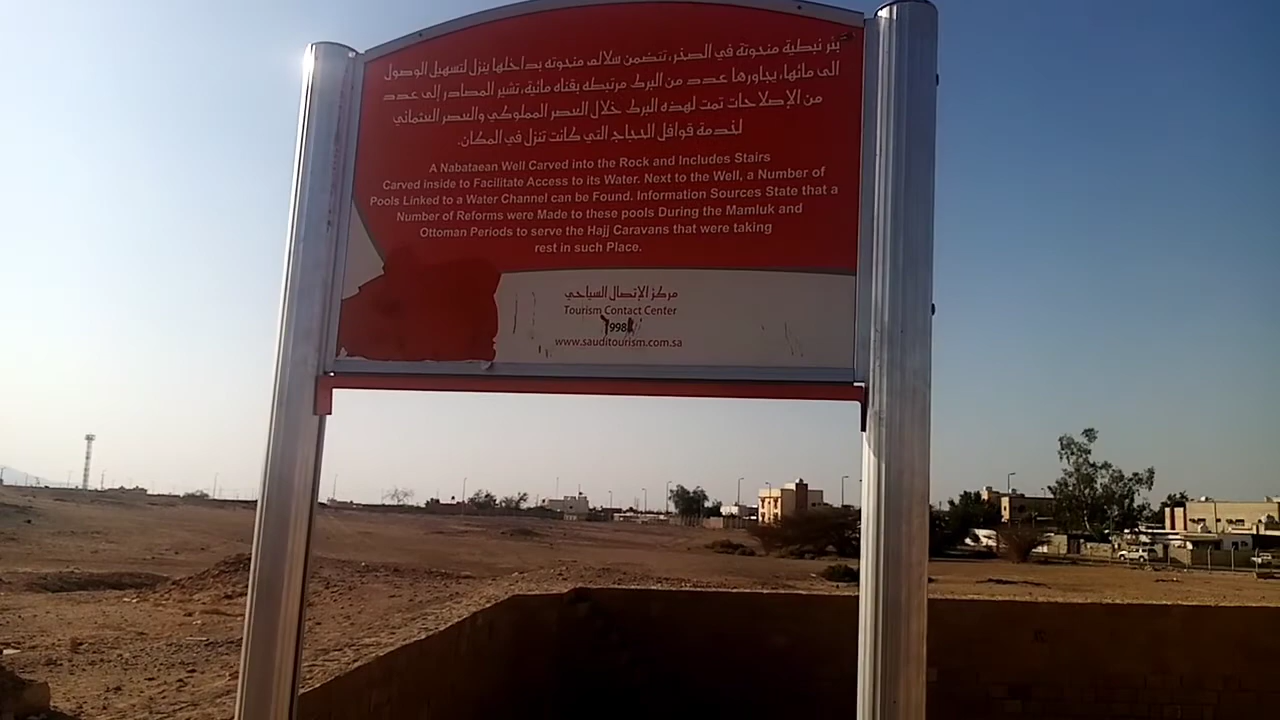 بئر نبطية منحوتة في الصخر، تتضمن سلالم منحوته بداخلها ينزل لتسهيل الوصول
الى مائها، يجاورها عدد من البرك مرتبطه بقناه مائية، تشير المصادر إلى عدد
من الإصلاحات تمت لهذه البرك خلال العصر المملوكي والعصر العثماني
لخدمة قوافل الحجاج التي كانت تنزل في المكان.
A Nabataean Well Carved into the Rock and Includes Stairs
Carved inside to Facilitate Access to its Water. Next to the Well, a Number of
Pools Linked to a Water Channel can be Found. Information Sources State that a
Number of Reforms were Made to these pools During the Mamluk and
Ottoman Periods to serve the Hajj Caravans that were taking
rest in such Place.
مركز الإتصال السياحي
Tourism Contact Center
998
www.sauditourism.com.sa